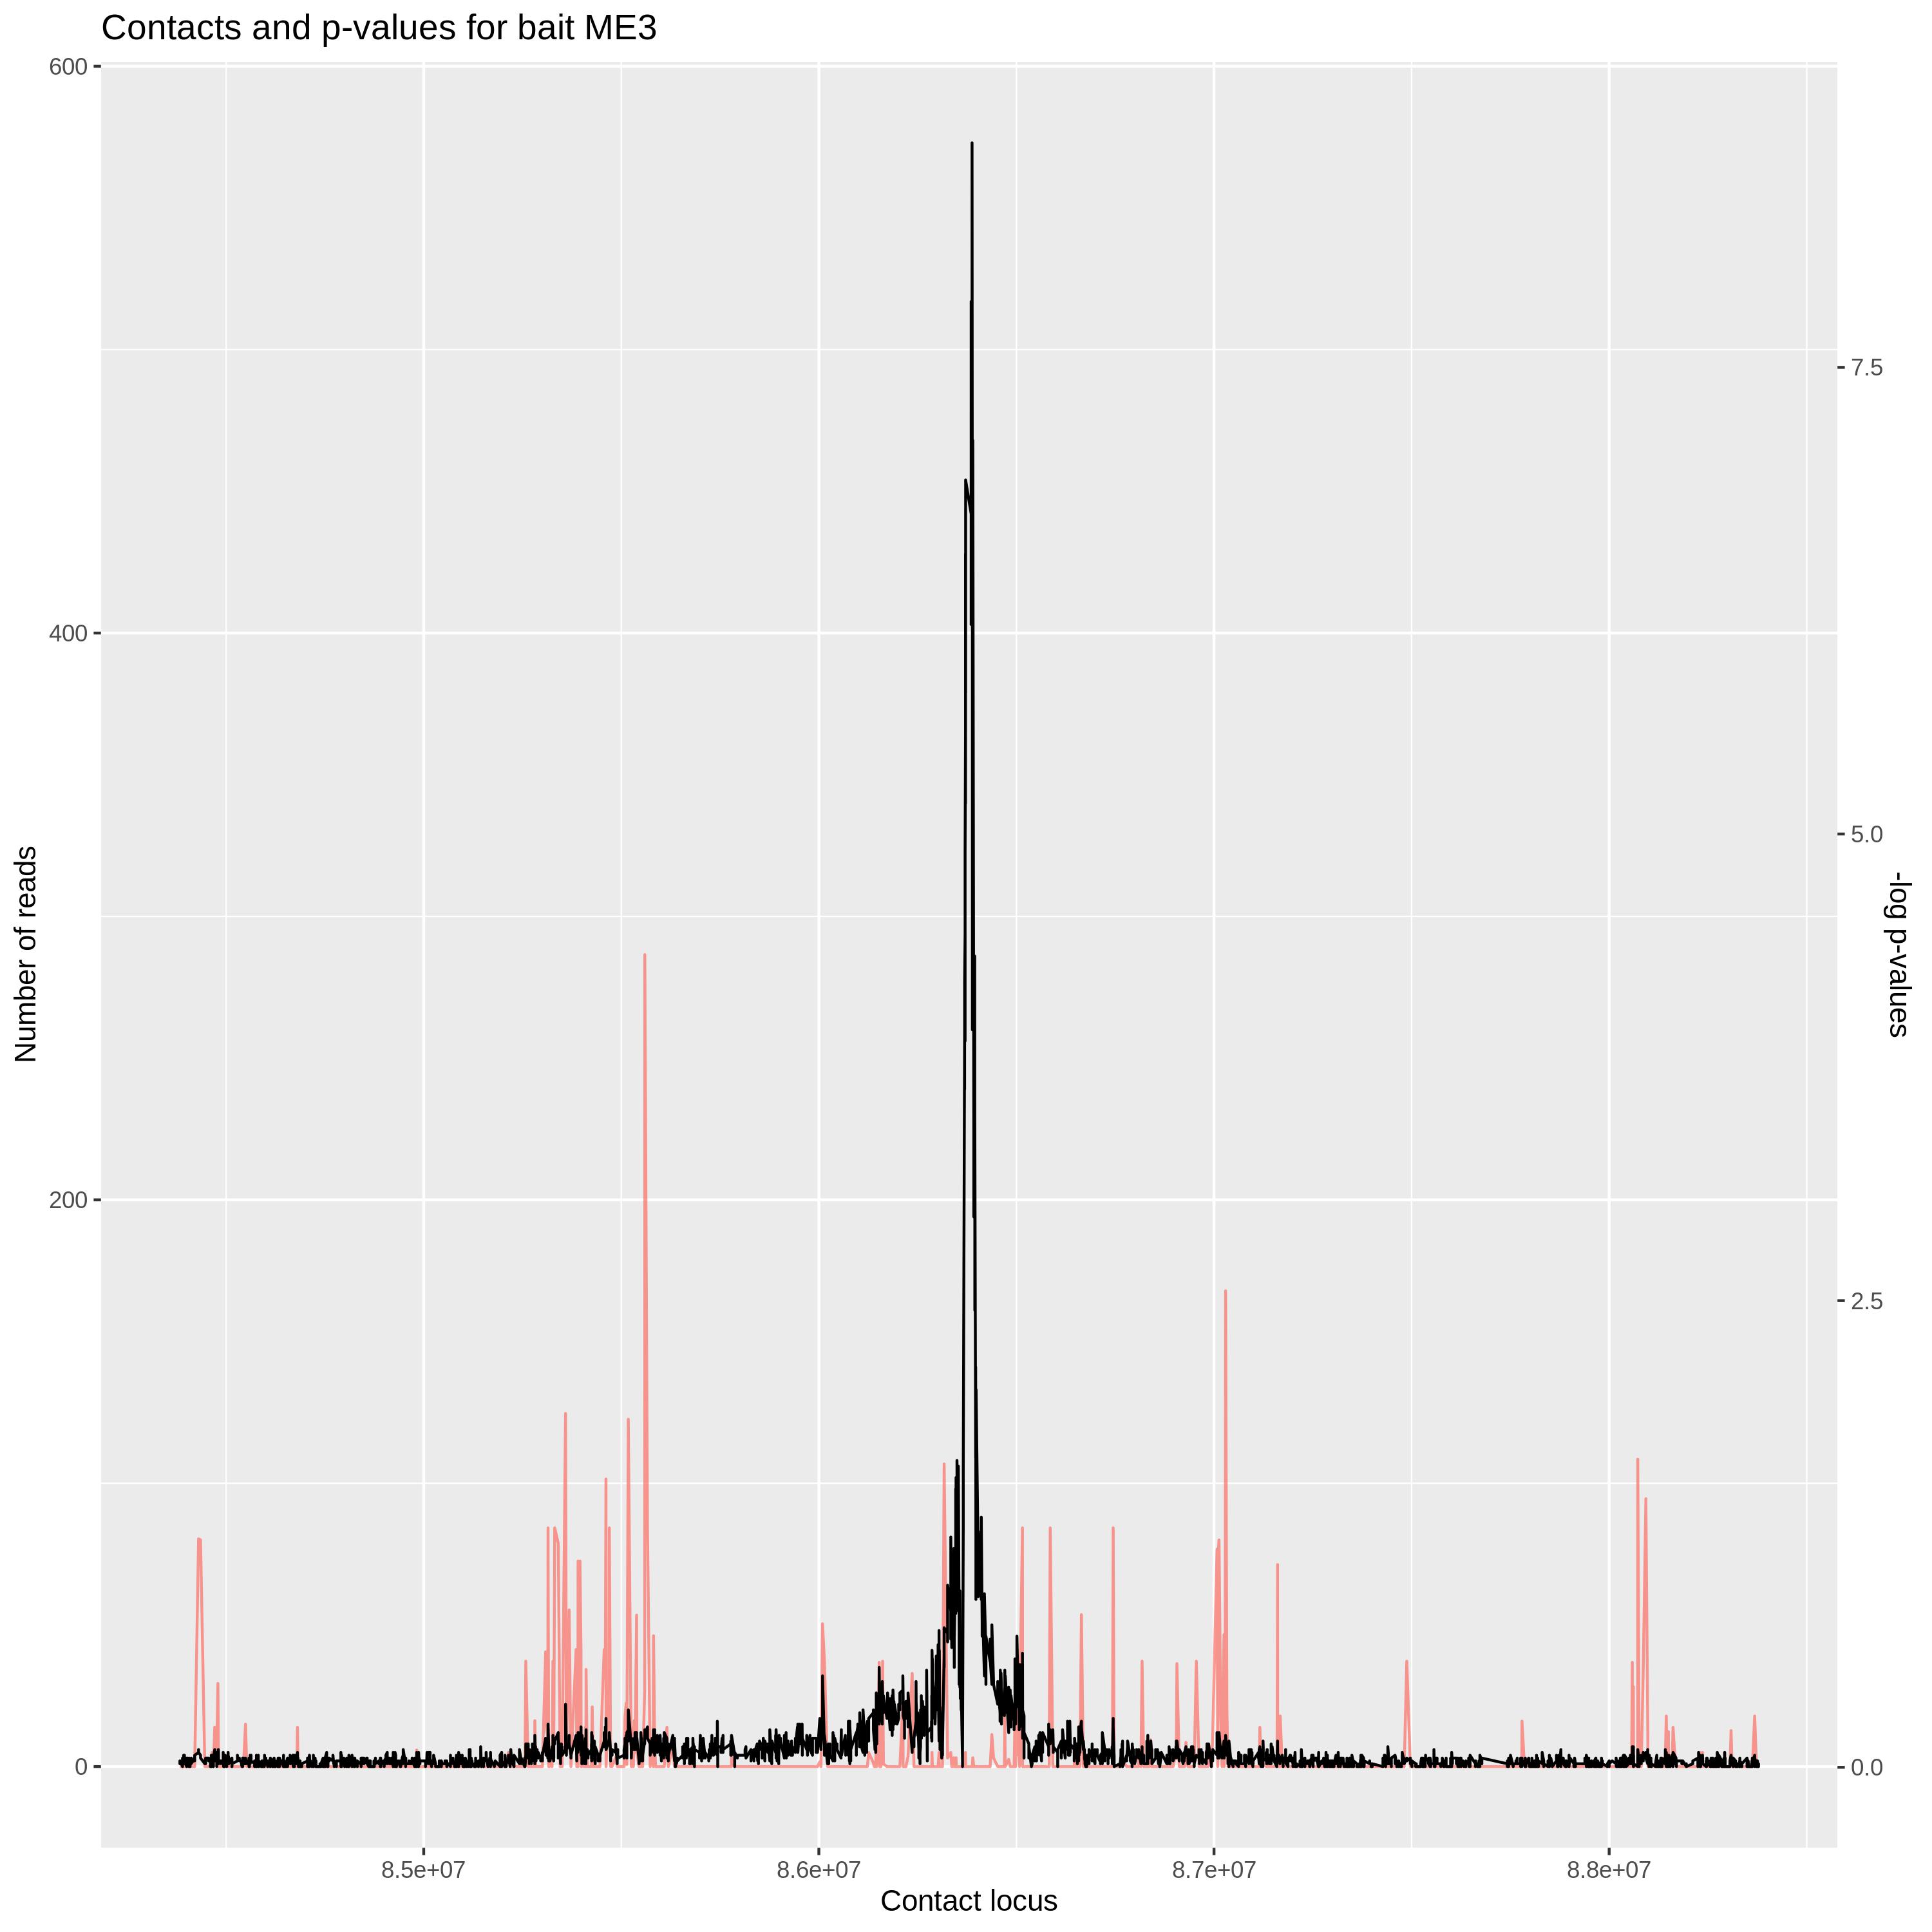 Contacts and p-values for bait ME3
600
400
200
0
Number of reads
7.5
5.0
2.5
0.0
-log p-values
8.5e+07 8.6e+07 8.7e+07 8.8e+07
Contact locus